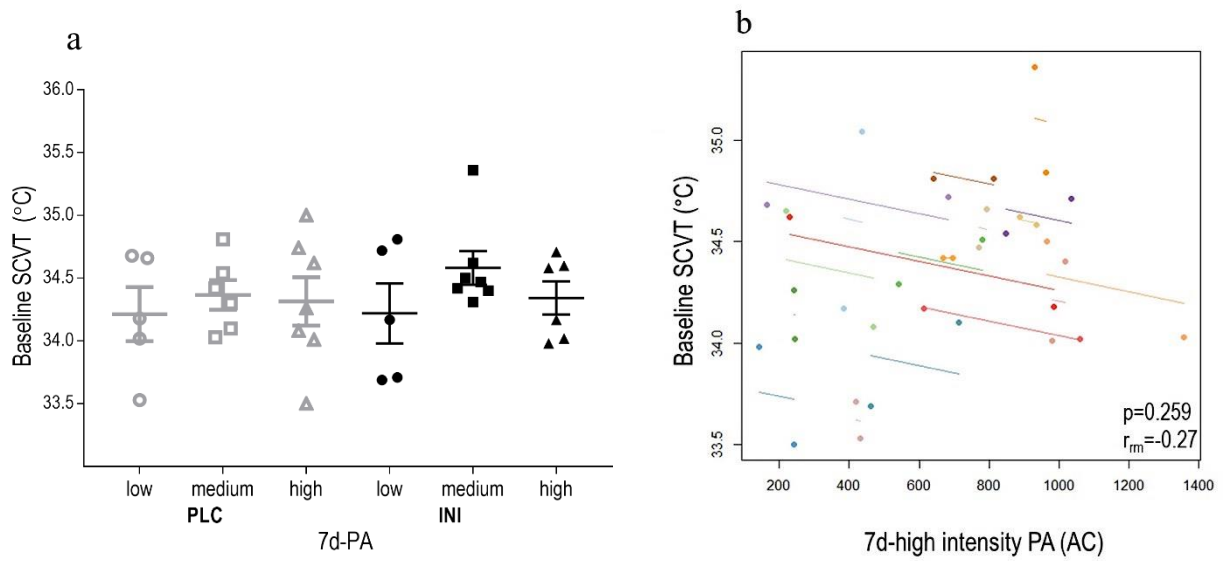 a
36.0
35.5
35.0
34.5
34.0
33.5
Baseline SCVT (°C)
low medium high low medium high
PLC INI
7d-PA
b
35.0
34.5
34.0
33.5
Baseline SCVT (°C)
p=0.259
rrm=-0.27
200 400 600 800 1000 1200 1400
7d-high intensity PA (AC)